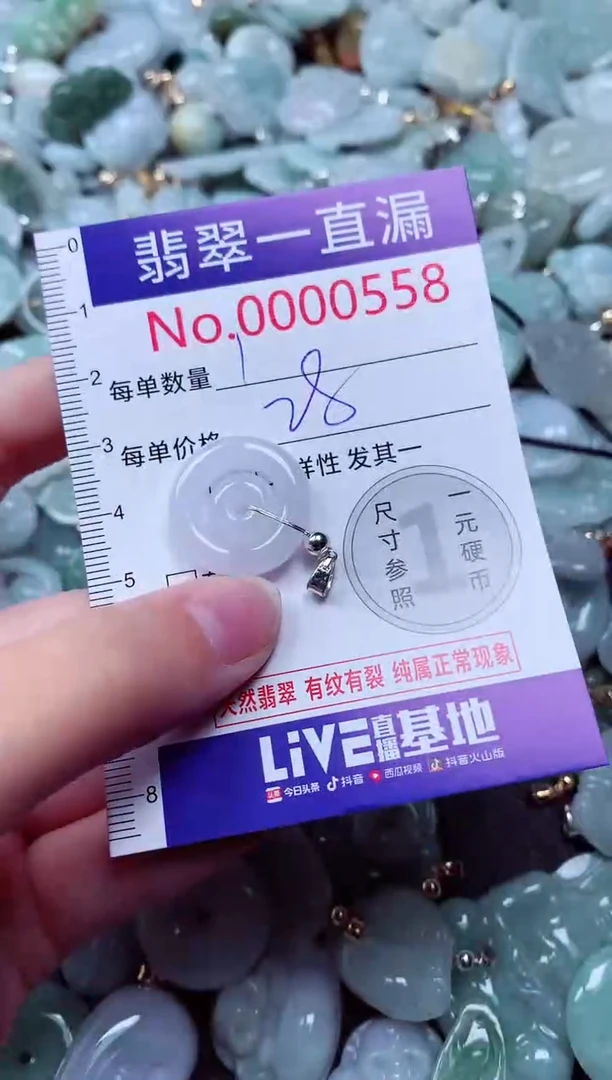 翡翠一直漏
No.0000558
每单数量 1
每单价格 28
样性 发其一
尺寸参照
一元硬币
1
天然翡翠 有纹有裂 纯属正常现象
LiVE直播基地
头条 今日头条 抖音 西瓜视频 抖音火山版
0
1
2
3
4
5
8